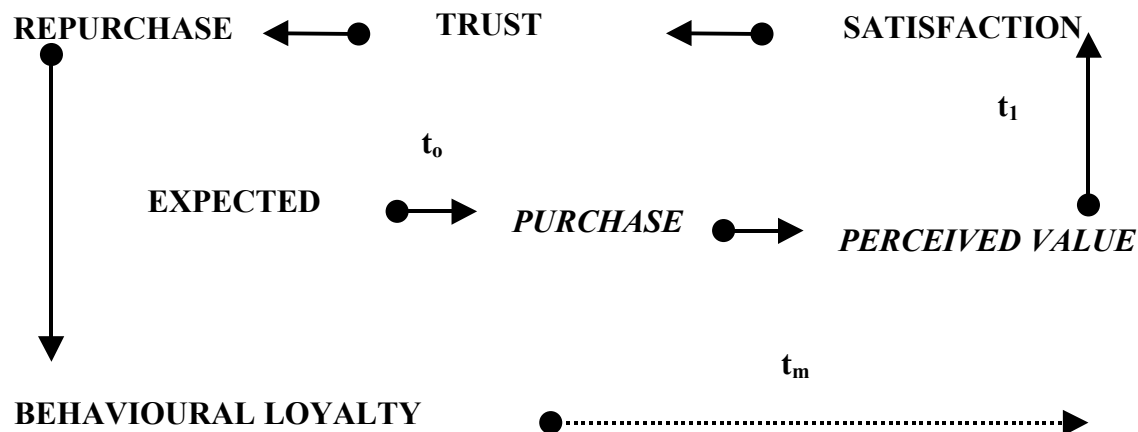 REPURCHASE TRUST SATISFACTION
t1
to
EXPECTED PURCHASE PERCEIVED VALUE
tm
BEHAVIOURAL LOYALTY